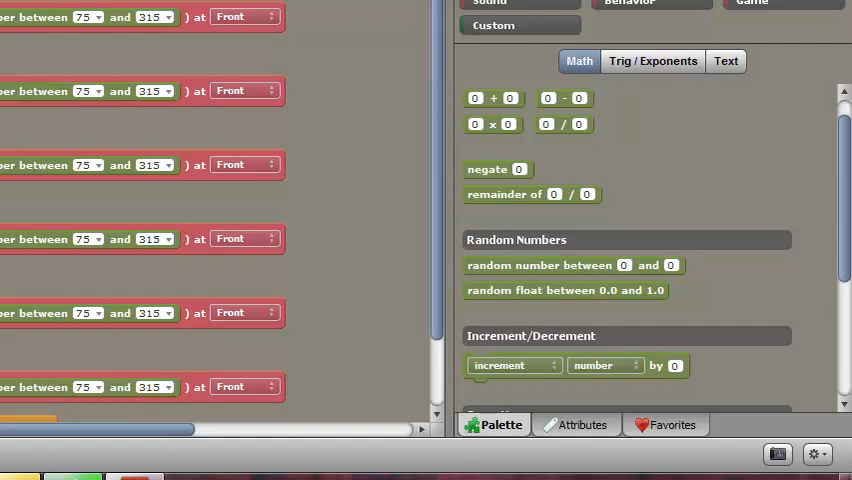 ber between 75 and 315 ) at Front
ber between 75 and 315 ) at Front
ber between 75 and 315 ) at Front
ber between 75 and 315 ) at Front
ber between 75 and 315 ) at Front
ber between 75 and 315 ) at Front
Sound Behavior Game
Custom
Math Trig / Exponents Text
0 + 0 0 - 0
0 x 0 0 / 0
negate 0
remainder of 0 / 0
Random Numbers
random number between 0 and 0
random float between 0.0 and 1.0
Increment/Decrement
increment number by 0
Palette Attributes Favorites